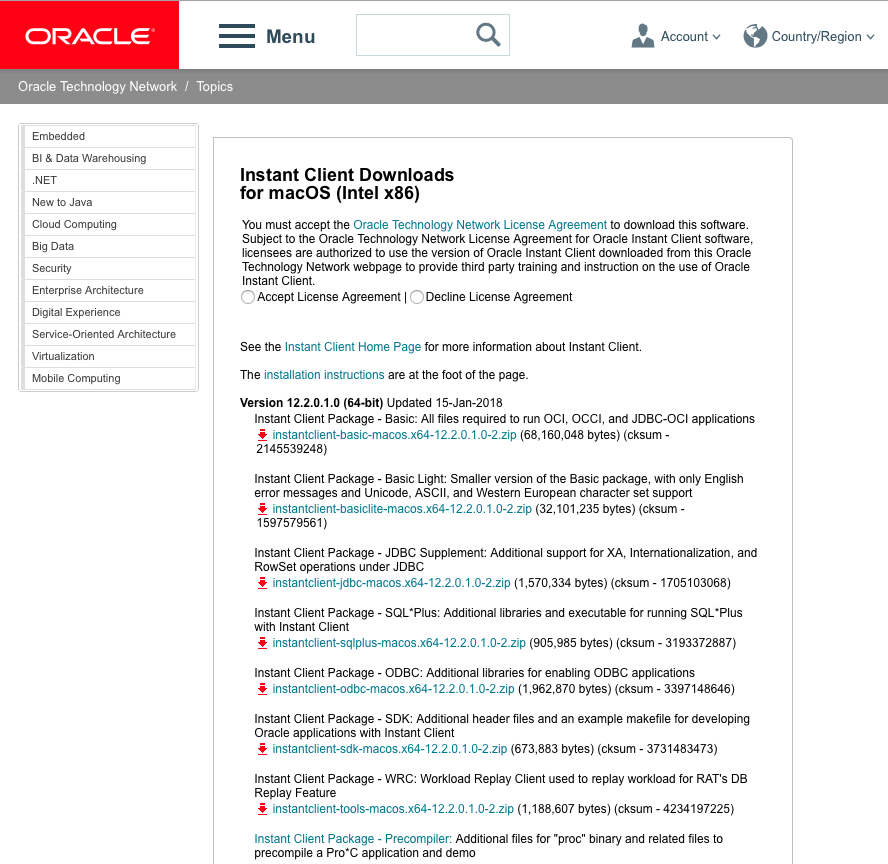 ORACLE
Menu
Account
Country/Region
Oracle Technology Network / Topics
Embedded
BI & Data Warehousing
.NET
New to Java
Cloud Computing
Big Data
Security
Enterprise Architecture
Digital Experience
Service-Oriented Architecture
Virtualization
Mobile Computing
Instant Client Downloads
for macOS (Intel x86)
You must accept the Oracle Technology Network License Agreement to download this software.
Subject to the Oracle Technology Network License Agreement for Oracle Instant Client software,
licensees are authorized to use the version of Oracle Instant Client downloaded from this Oracle
Technology Network webpage to provide third party training and instruction on the use of Oracle
Instant Client.
Accept License Agreement | Decline License Agreement
See the Instant Client Home Page for more information about Instant Client.
The installation instructions are at the foot of the page.
Version 12.2.0.1.0 (64-bit) Updated 15-Jan-2018
Instant Client Package - Basic: All files required to run OCI, OCCI, and JDBC-OCI applications
instantclient-basic-macos.x64-12.2.0.1.0-2.zip (68,160,048 bytes) (cksum -
2145539248)
Instant Client Package - Basic Light: Smaller version of the Basic package, with only English
error messages and Unicode, ASCII, and Western European character set support
instantclient-basiclite-macos.x64-12.2.0.1.0-2.zip (32,101,235 bytes) (cksum -
1597579561)
Instant Client Package - JDBC Supplement: Additional support for XA, Internationalization, and
RowSet operations under JDBC
instantclient-jdbc-macos.x64-12.2.0.1.0-2.zip (1,570,334 bytes) (cksum - 1705103068)
Instant Client Package - SQL*Plus: Additional libraries and executable for running SQL*Plus
with Instant Client
instantclient-sqlplus-macos.x64-12.2.0.1.0-2.zip (905,985 bytes) (cksum - 3193372887)
Instant Client Package - ODBC: Additional libraries for enabling ODBC applications
instantclient-odbc-macos.x64-12.2.0.1.0-2.zip (1,962,870 bytes) (cksum - 3397148646)
Instant Client Package - SDK: Additional header files and an example makefile for developing
Oracle applications with Instant Client
instantclient-sdk-macos.x64-12.2.0.1.0-2.zip (673,883 bytes) (cksum - 3731483473)
Instant Client Package - WRC: Workload Replay Client used to replay workload for RAT's DB
Replay Feature
instantclient-tools-macos.x64-12.2.0.1.0-2.zip (1,188,607 bytes) (cksum - 4234197225)
Instant Client Package - Precompiler: Additional files for "proc" binary and related files to
precompile a Pro*C application and demo